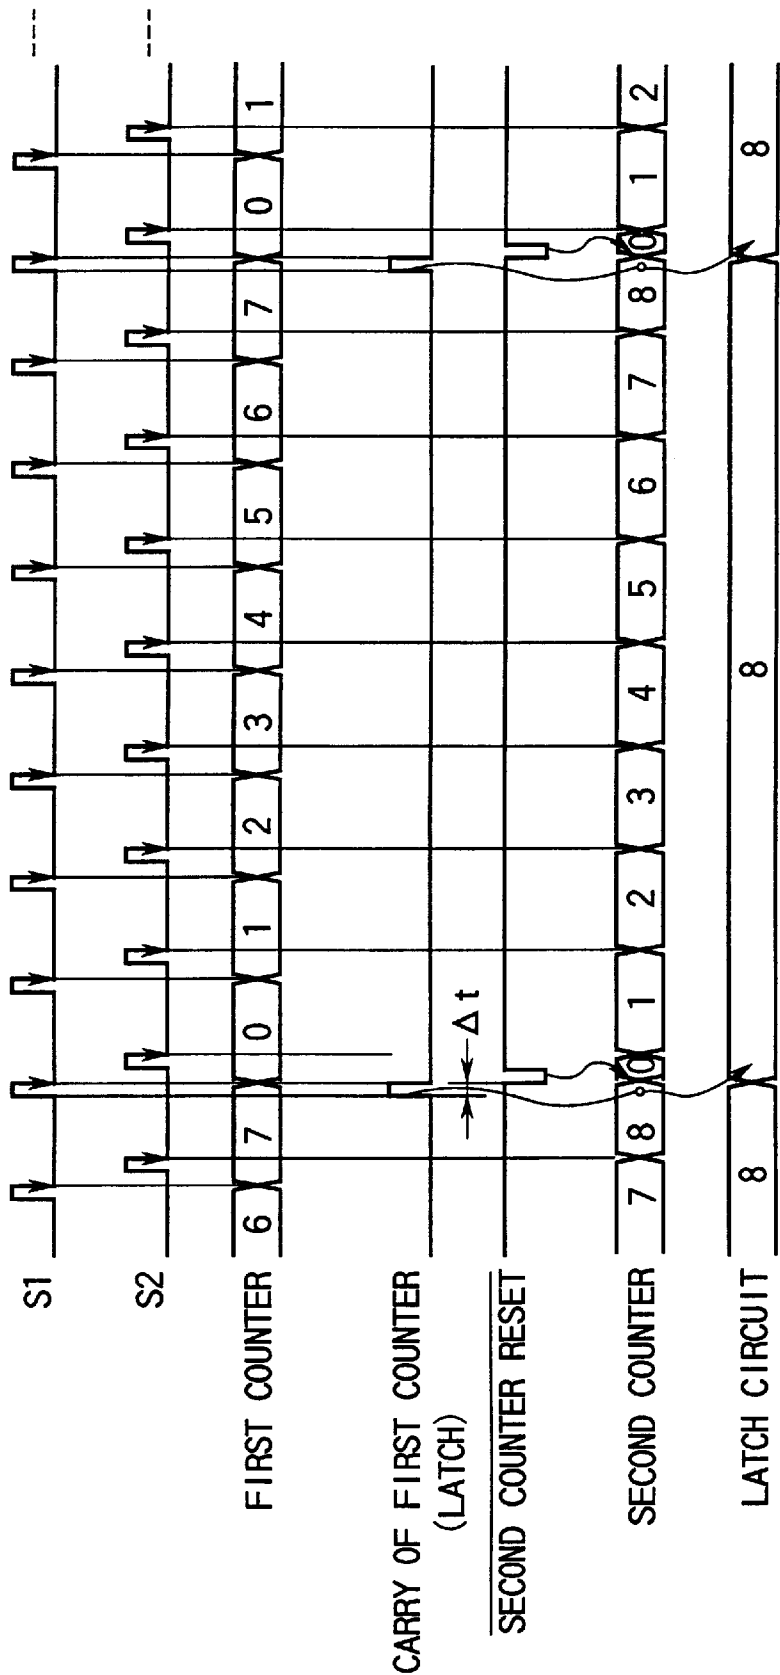 S1
S2
FIRST COUNTER 6 7 0 1 2 3 4 5 6 7 0 1
CARRY OF FIRST COUNTER
(LATCH)
Δt
SECOND COUNTER RESET
SECOND COUNTER 7 8 0 1 2 3 4 5 6 7 8 0 1 2
LATCH CIRCUIT 8 8 8